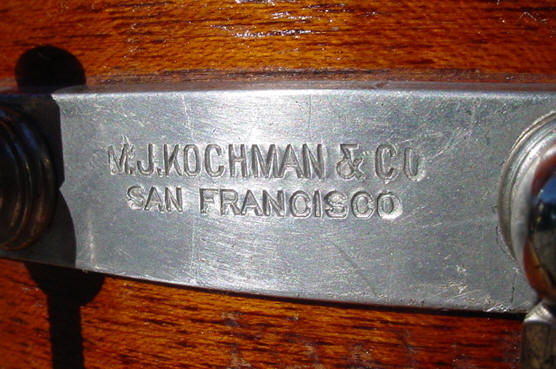 M.J.KOCHMAN & CO
SAN FRANCISCO